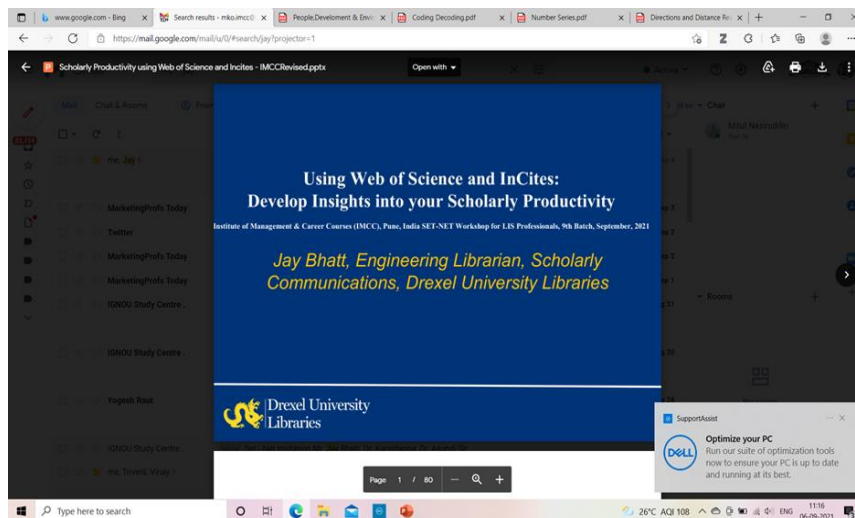 www.google.com - Bing
Search results - mko.imcc@
People,Develoment & Envi
Coding Decoding.pdf
Number Series.pdf
Directions and Distance Re
https://mail.google.com/mail/u/0/#search/jay?projector=1
Scholarly Productivity using Web of Science and Incites - IMCCRevised.pptx
Open with
Mail
Chat & Rooms
Chat
me, Jay
MarketingProfs Today
Twitter
MarketingProfs Today
MarketingProfs Today
IGNOU Study Centre .
Rooms
IGNOU Study Centre .
Yogesh Raut
IGNOU Study Centre .
Using Web of Science and InCites:
Develop Insights into your Scholarly Productivity
Institute of Management & Career Courses (IMCC), Pune, India SET-NET Workshop for LIS Professionals, 9th Batch, September, 2021
Jay Bhatt, Engineering Librarian, Scholarly
Communications, Drexel University Libraries
Drexel University
Libraries
Page 1 / 80
SupportAssist
DELL
Optimize your PC
Run our suite of optimization tools
now to ensure your PC is up to date
and running at its best.
Type here to search
26°C AQI 108
ENG
11:16
06-09-2021